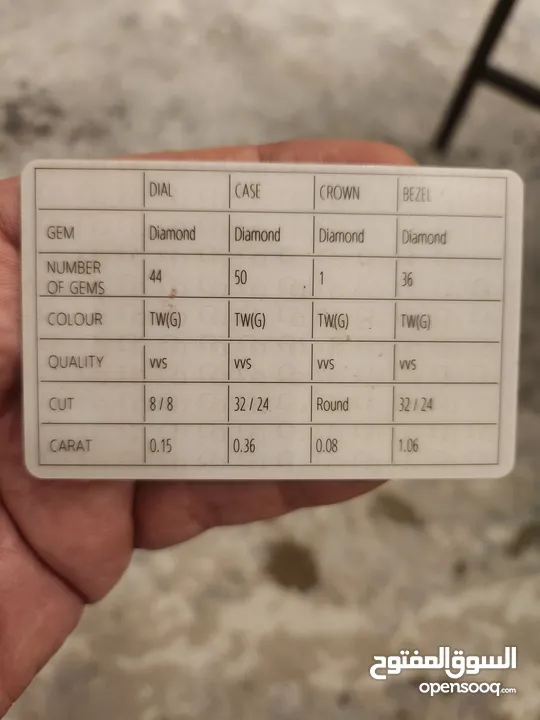 DIAL CASE CROWN BEZEL
GEM Diamond Diamond Diamond Diamond
NUMBER OF GEMS 44 50 1 36
COLOUR TW(G) TW(G) TW(G) TW(G)
QUALITY VVS VVS VVS VVS
CUT 8 / 8 32 / 24 Round 32 / 24
CARAT 0.15 0.36 0.08 1.06
السوق المفتوح
opensooq.com